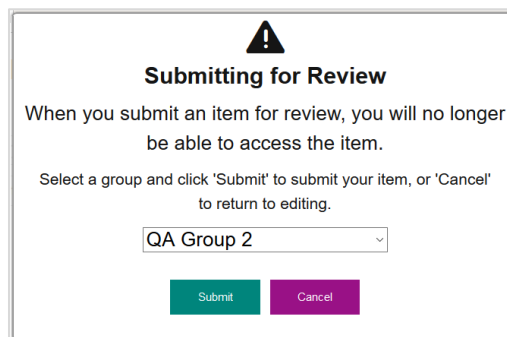 Submitting for Review
When you submit an item for review, you will no longer
be able to access the item.
Select a group and click 'Submit' to submit your item, or 'Cancel'
to return to editing.
QA Group 2
Submit
Cancel